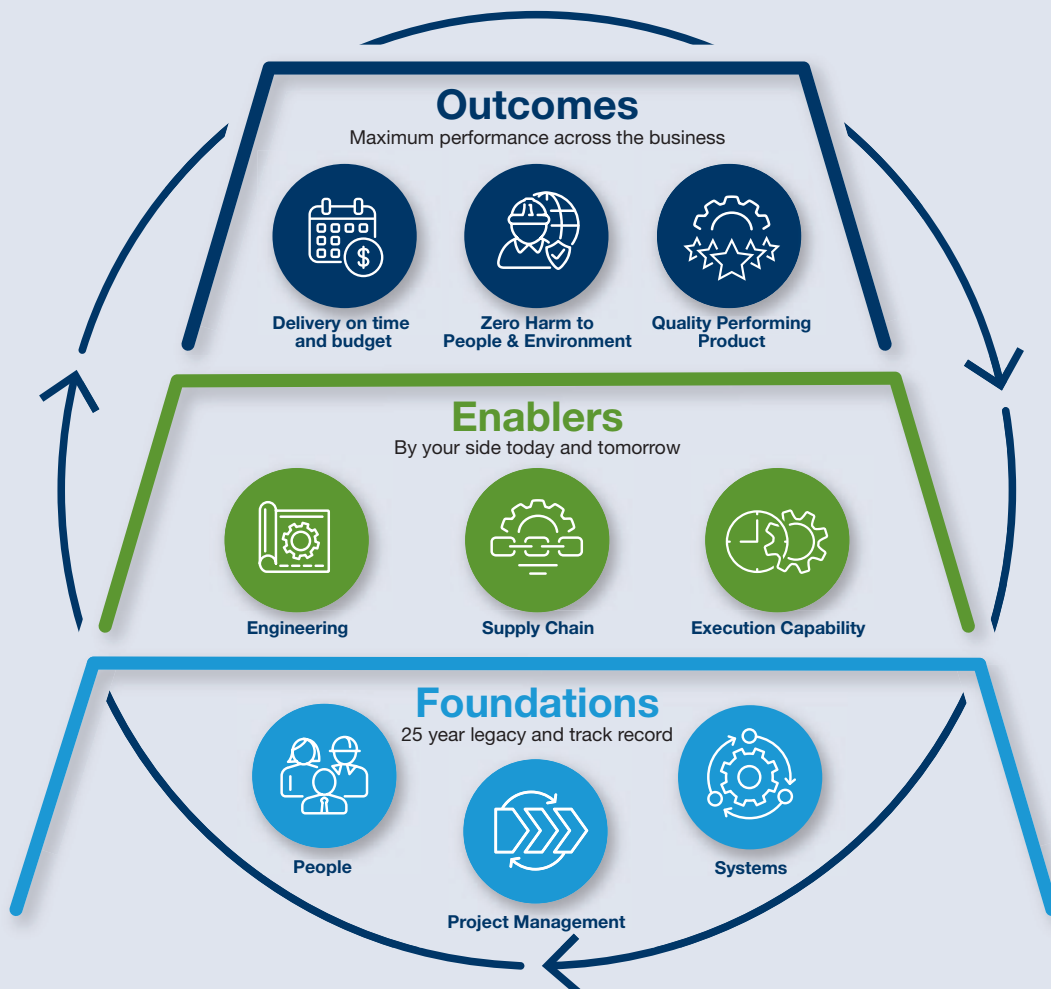 Outcomes
Maximum performance across the business
$
Delivery on time
and budget
Zero Harm to
People & Environment
Quality Performing
Product
Enablers
By your side today and tomorrow
Engineering
Supply Chain
Execution Capability
Foundations
25 year legacy and track record
People
Project Management
Systems